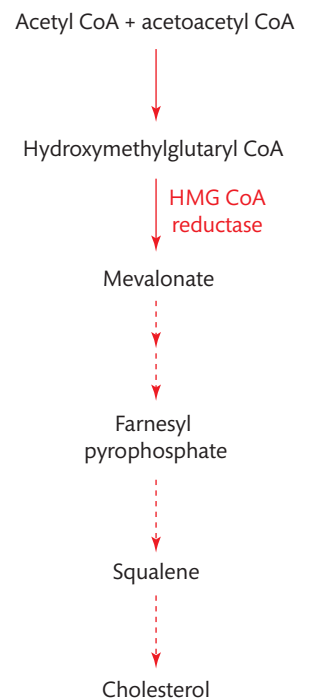 Acetyl CoA + acetoacetyl CoA
Hydroxymethylglutaryl CoA
HMG CoA
reductase
Mevalonate
Farnesyl
pyrophosphate
Squalene
Cholesterol